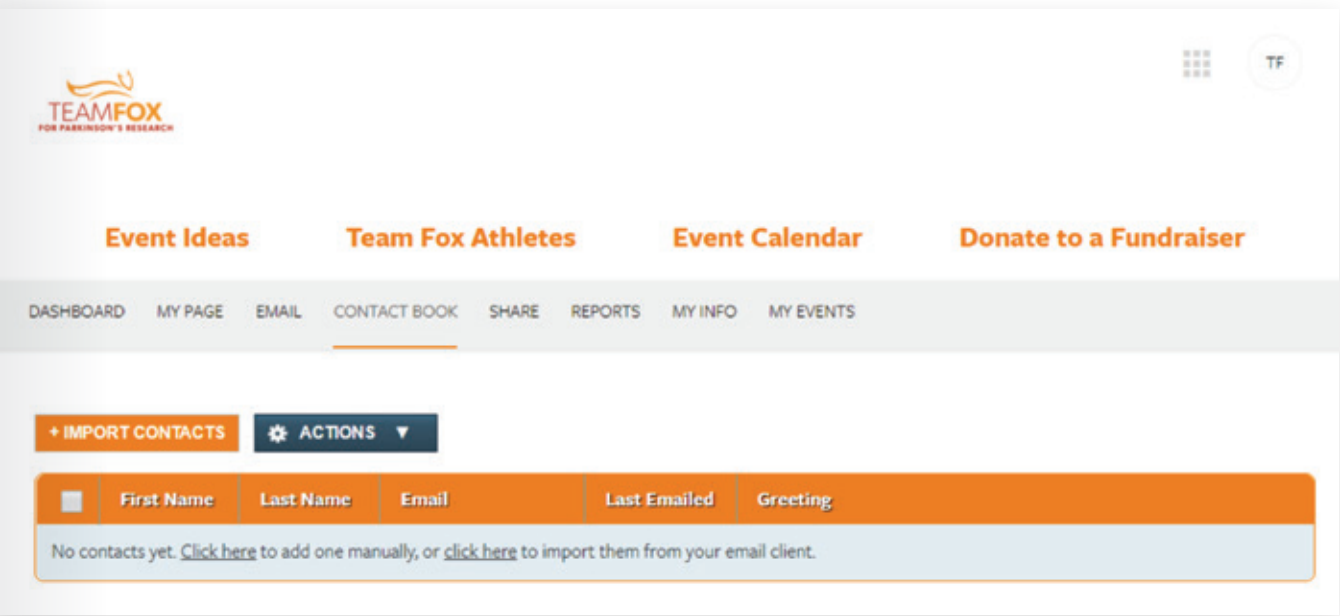 TF
TEAMFOX
FOR PARKINSON'S RESEARCH
Event Ideas Team Fox Athletes Event Calendar Donate to a Fundraiser
DASHBOARD MY PAGE EMAIL CONTACT BOOK SHARE REPORTS MY INFO MY EVENTS
+ IMPORT CONTACTS ACTIONS ▼
First Name Last Name Email Last Emailed Greeting
No contacts yet. Click here to add one manually, or click here to import them from your email client.